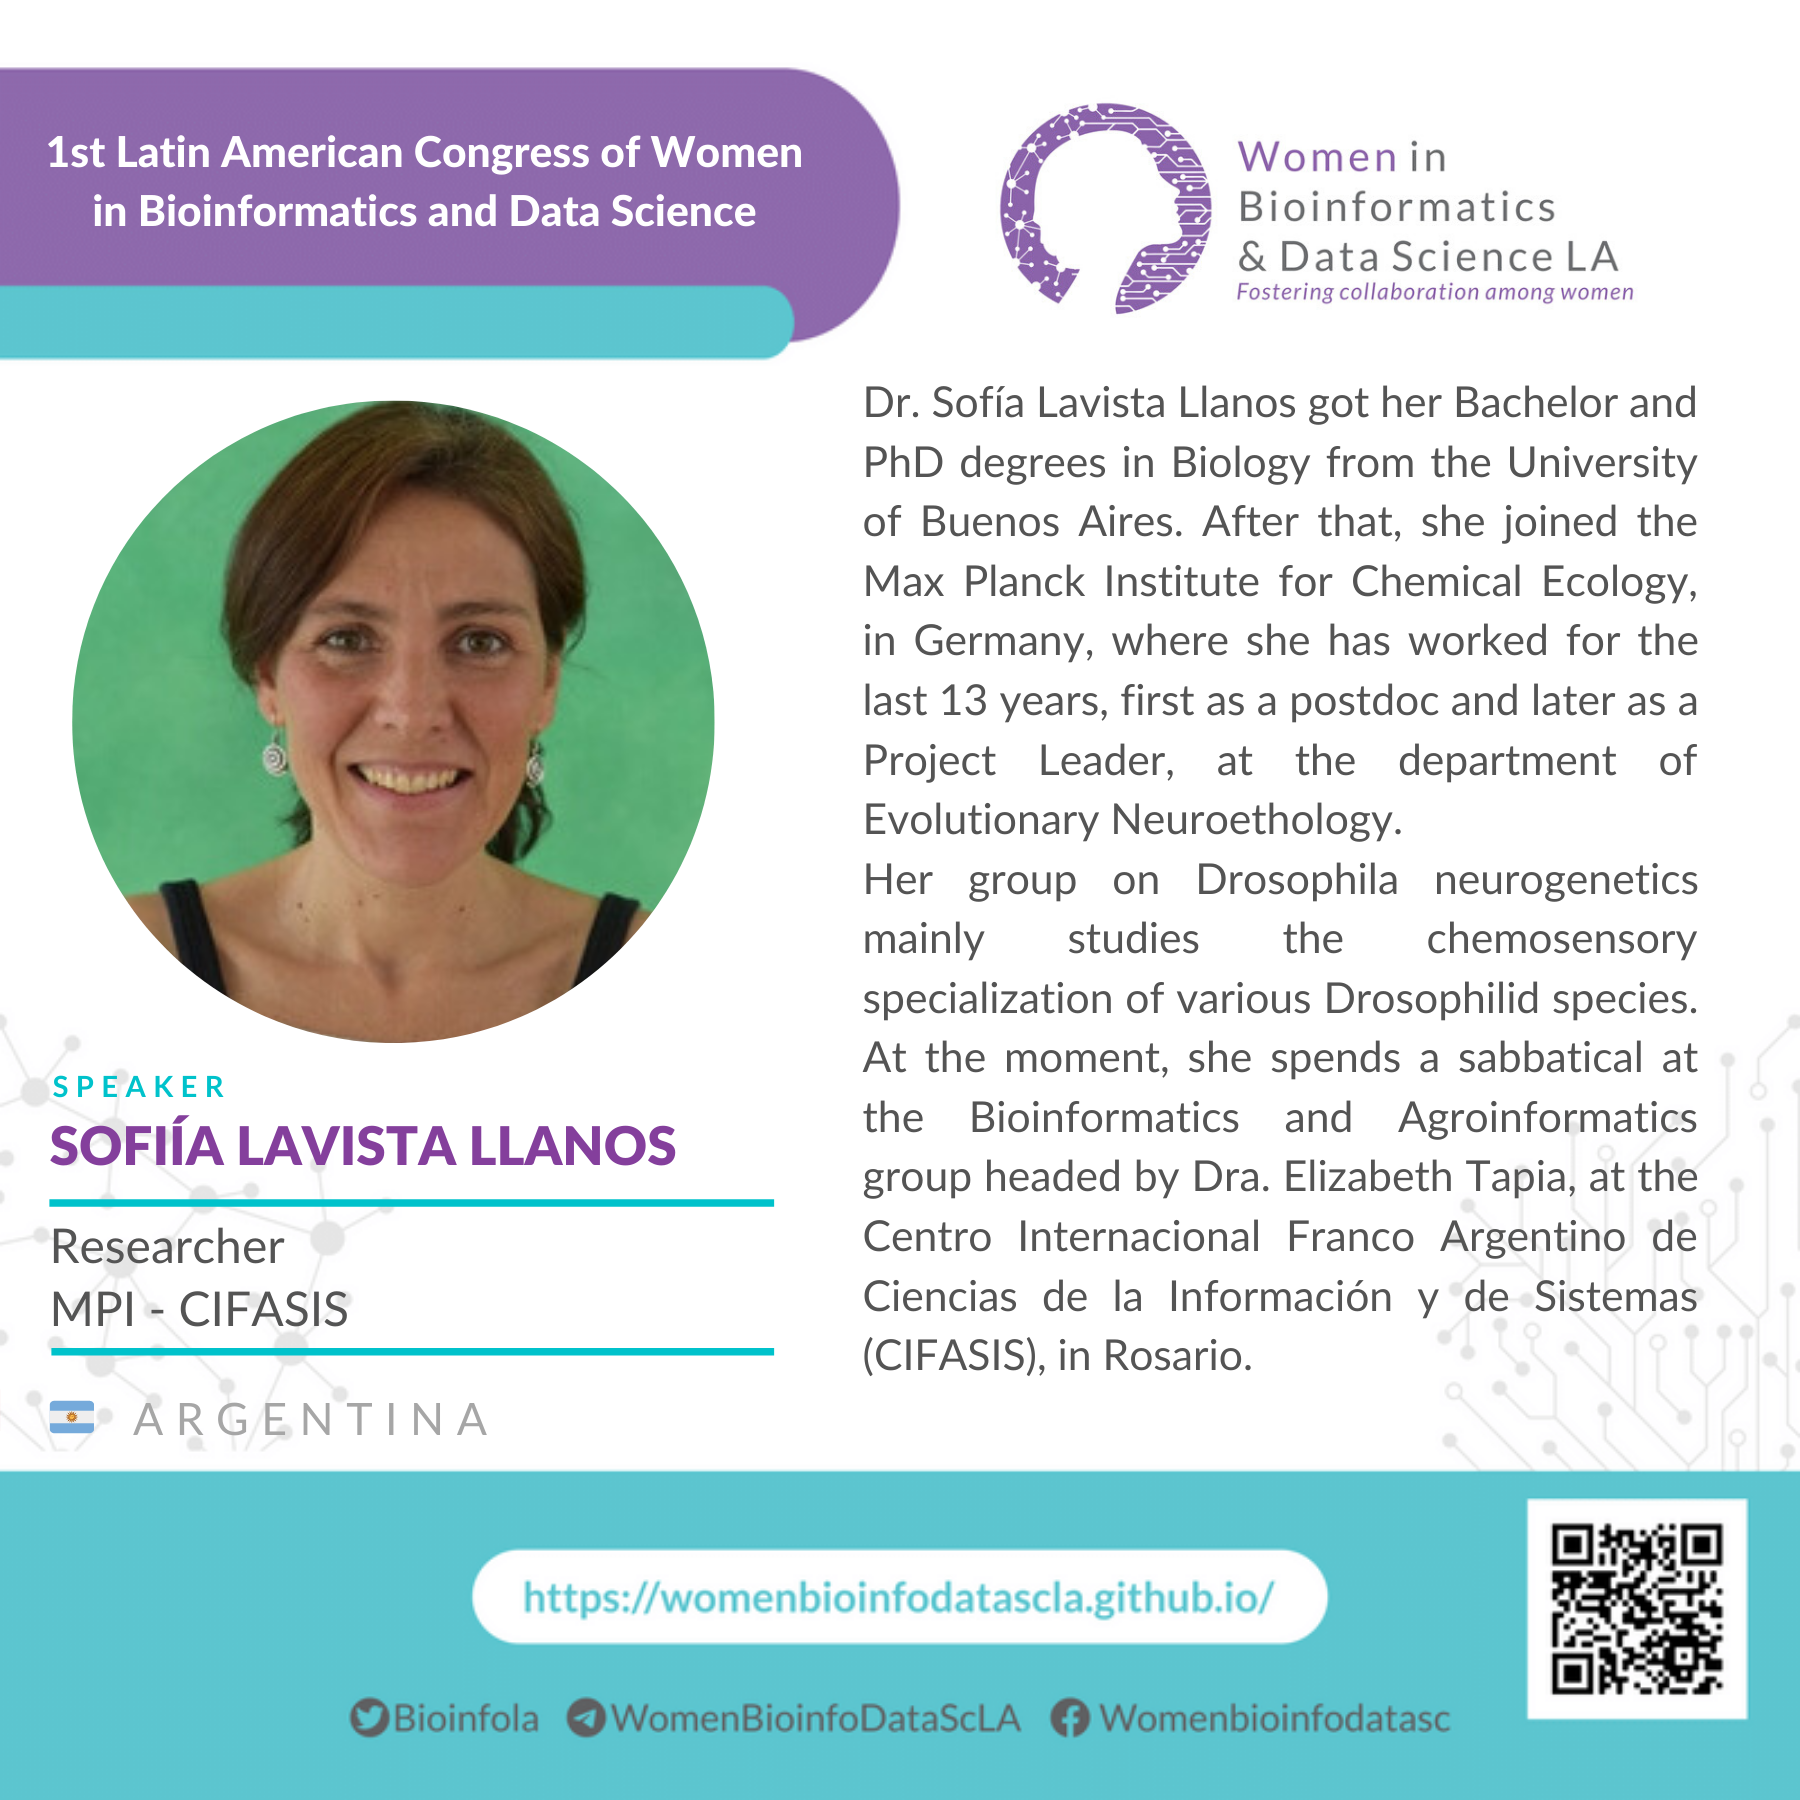 1st Latin American Congress of Women
in Bioinformatics and Data Science
Women in
Bioinformatics
& Data Science LA
Fostering collaboration among women
Dr. Sofía Lavista Llanos got her Bachelor and
PhD degrees in Biology from the University
of Buenos Aires. After that, she joined the
Max Planck Institute for Chemical Ecology,
in Germany, where she has worked for the
last 13 years, first as a postdoc and later as a
Project Leader, at the department of
Evolutionary Neuroethology.
Her group on Drosophila neurogenetics
mainly studies the chemosensory
specialization of various Drosophilid species.
At the moment, she spends a sabbatical at
the Bioinformatics and Agroinformatics
group headed by Dra. Elizabeth Tapia, at the
Centro Internacional Franco Argentino de
Ciencias de la Información y de Sistemas
(CIFASIS), in Rosario.
SPEAKER
SOFIÍA LAVISTA LLANOS
Researcher
MPI - CIFASIS
ARGENTINA
https://womenbioinfodatascla.github.io/
Bioinfola WomenBioinfoDataScLA Womenbioinfodatasc